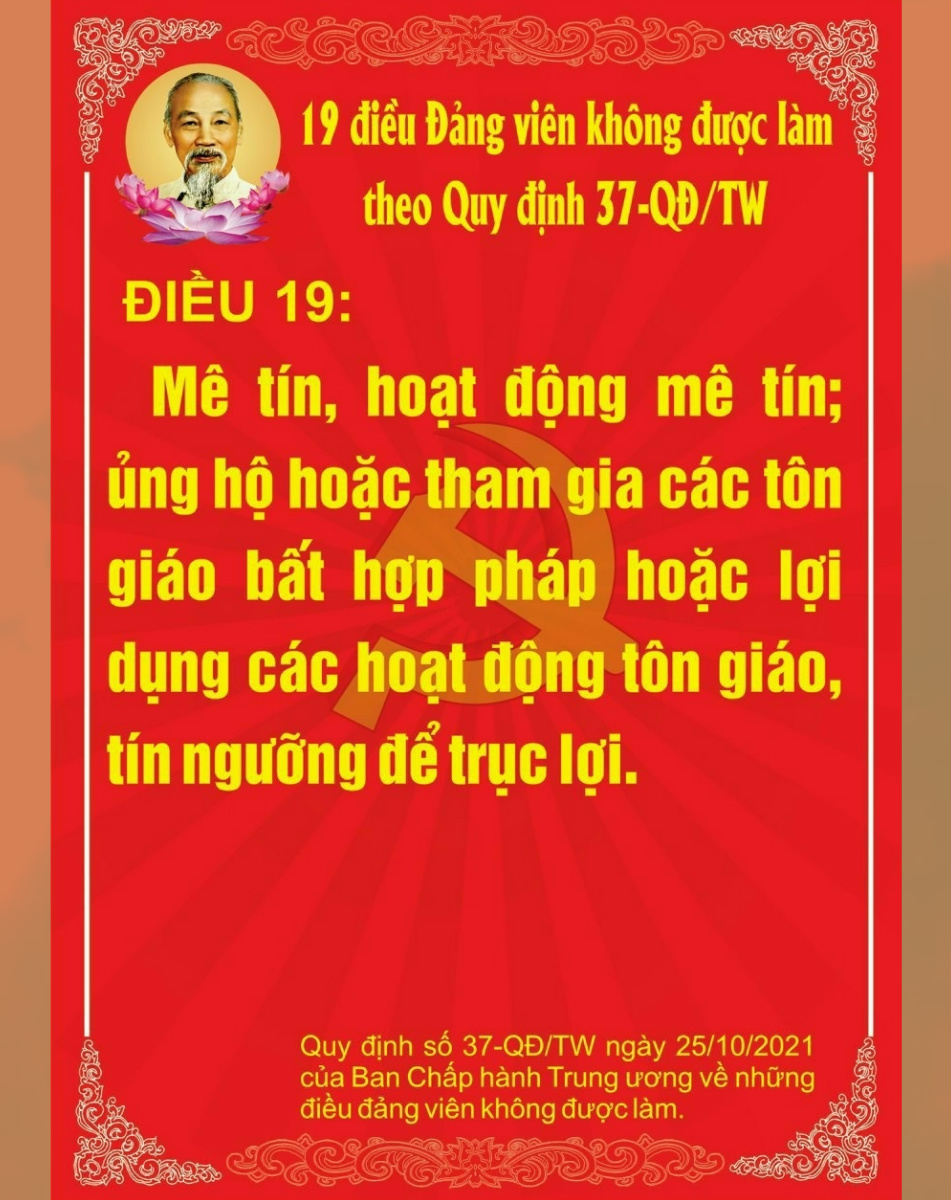 19 điều Đảng viên không được làm
theo Quy định 37-QĐ/TW
ĐIỀU 19:
Mê tín, hoạt động mê tín;
ủng hộ hoặc tham gia các tôn
giáo bất hợp pháp hoặc lợi
dụng các hoạt động tôn giáo,
tín ngưỡng để trục lợi.
Quy định số 37-QĐ/TW ngày 25/10/2021
của Ban Chấp hành Trung ương về những
điều đảng viên không được làm.